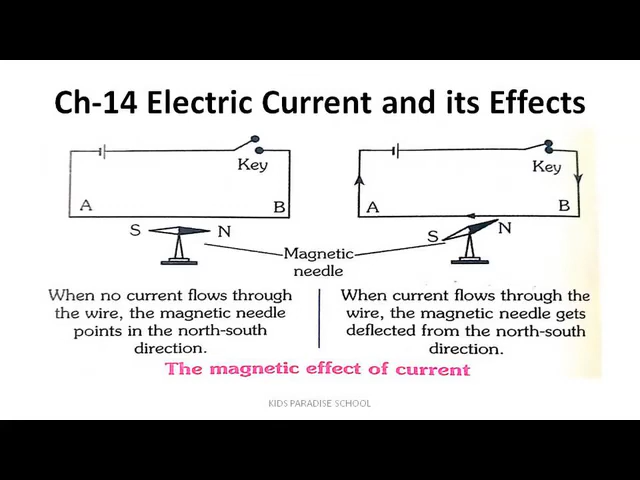 Ch-14 Electric Current and its Effects
Key
A
B
S
N
Key
A
B
S
N
Magnetic
needle
When no current flows through
the wire, the magnetic needle
points in the north-south
direction.
When current flows through the
wire, the magnetic needle gets
deflected from the north-south
direction.
The magnetic effect of current
KIDS PARADISE SCHOOL